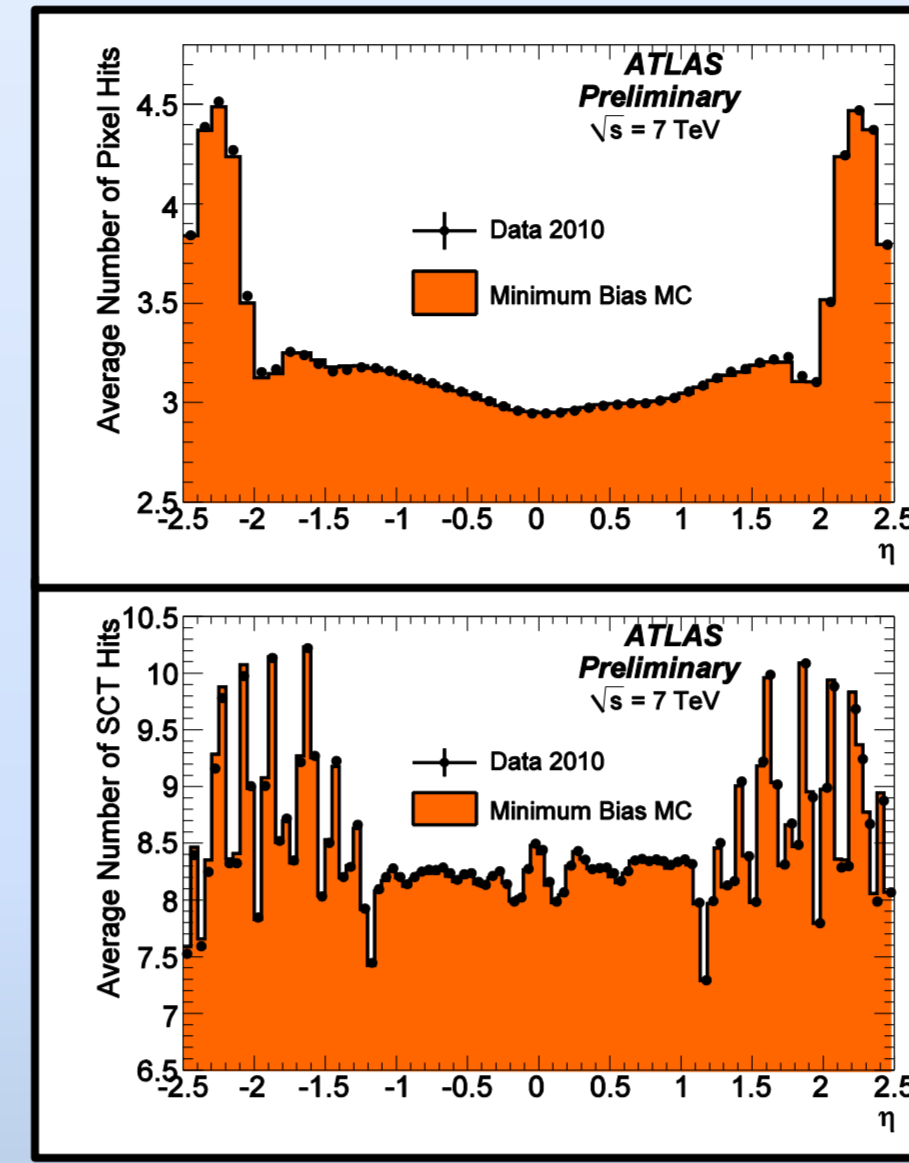 Average Number of Pixel Hits
ATLAS
Preliminary
√s = 7 TeV
Data 2010
Minimum Bias MC
4.5
4
3.5
3
2.5
-2.5 -2 -1.5 -1 -0.5 0 0.5 1 1.5 2 2.5
η
Average Number of SCT Hits
ATLAS
Preliminary
√s = 7 TeV
Data 2010
Minimum Bias MC
10.5
10
9.5
9
8.5
8
7.5
7
6.5
-2.5 -2 -1.5 -1 -0.5 0 0.5 1 1.5 2 2.5
η